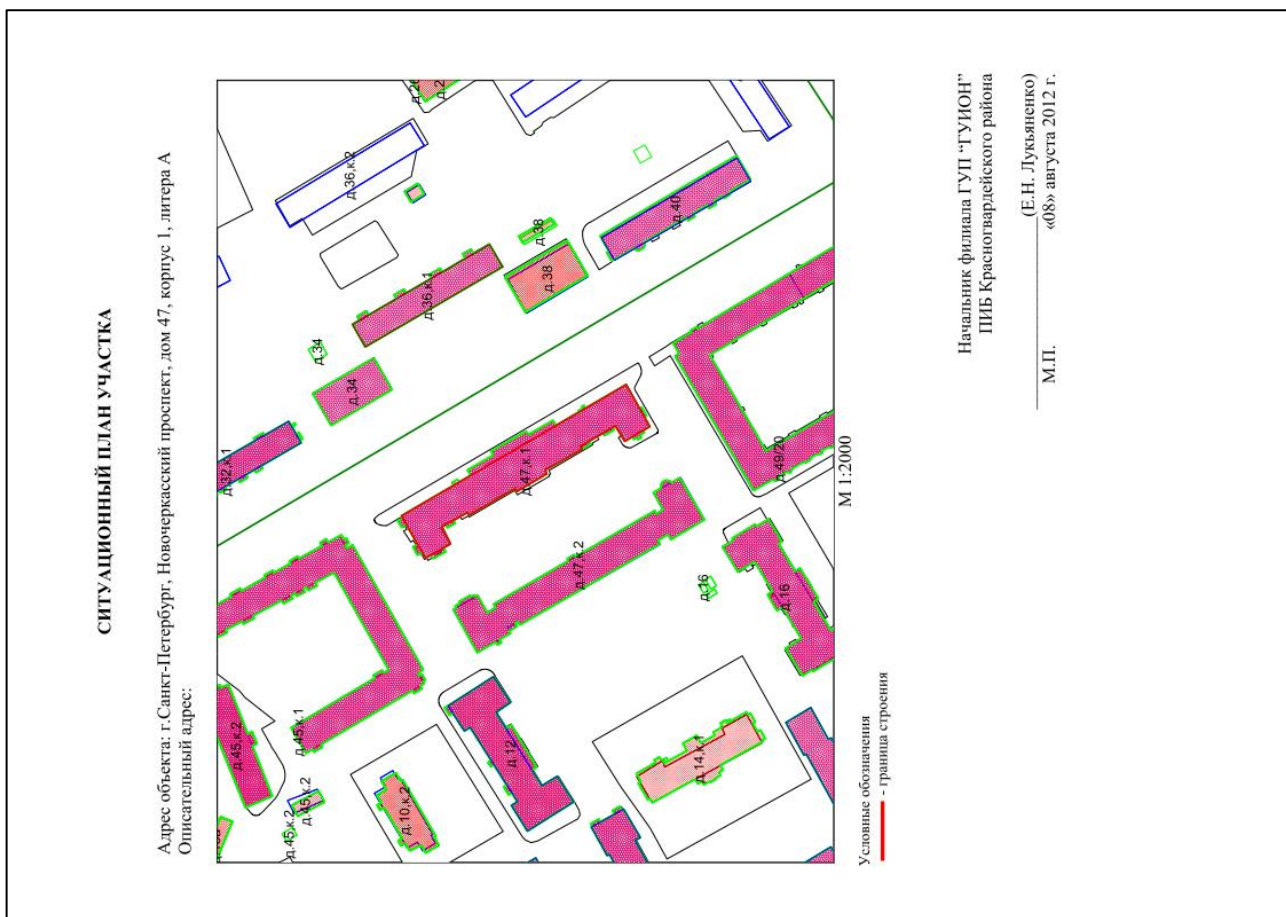 СИТУАЦИОННЫЙ ПЛАН УЧАСТКА
Адрес объекта: г.Санкт-Петербург, Новочеркасский проспект, дом 47, корпус 1, литера А
Описательный адрес:
д.45,к.2
д.45,к.2
д.45,к.2
д.45,к.1
д.32,к.1
д.34
д.34
д.36,к.2
д.36,к.1
д.38
д.38
д.40
д.10,к.2
д.12
д.47,к.1
д.47,к.2
д.14,к.1
д.16
д.16
д.49/20
М 1:2000
Условные обозначения
- граница строения
Начальник филиала ГУП “ГУИОН”
ПИБ Красногвардейского района
(Е.Н. Лукьяненко)
М.П. «08» августа 2012 г.